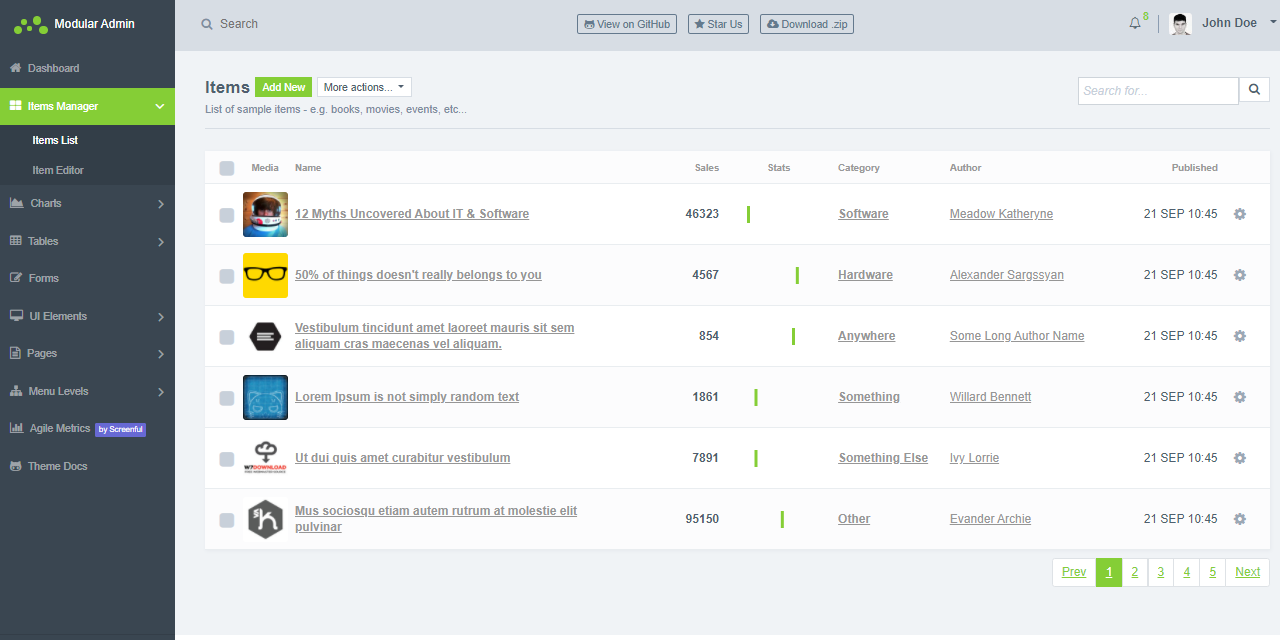 Modular Admin
Search
View on GitHub
Star Us
Download .zip
8
John Doe
Dashboard
Items Manager
Items List
Item Editor
Charts
Tables
Forms
UI Elements
Pages
Menu Levels
Agile Metrics by Screenful
Theme Docs
Items Add New More actions...
List of sample items - e.g. books, movies, events, etc...
Search for...
Media Name Sales Stats Category Author Published
12 Myths Uncovered About IT & Software 46323 Software Meadow Katheryne 21 SEP 10:45
50% of things doesn't really belongs to you 4567 Hardware Alexander Sargssyan 21 SEP 10:45
Vestibulum tincidunt amet laoreet mauris sit sem
aliquam cras maecenas vel aliquam. 854 Anywhere Some Long Author Name 21 SEP 10:45
Lorem Ipsum is not simply random text 1861 Something Willard Bennett 21 SEP 10:45
W7DOWNLOAD
Ut dui quis amet curabitur vestibulum 7891 Something Else Ivy Lorrie 21 SEP 10:45
Mus sociosqu etiam autem rutrum at molestie elit
pulvinar 95150 Other Evander Archie 21 SEP 10:45
Prev 1 2 3 4 5 Next